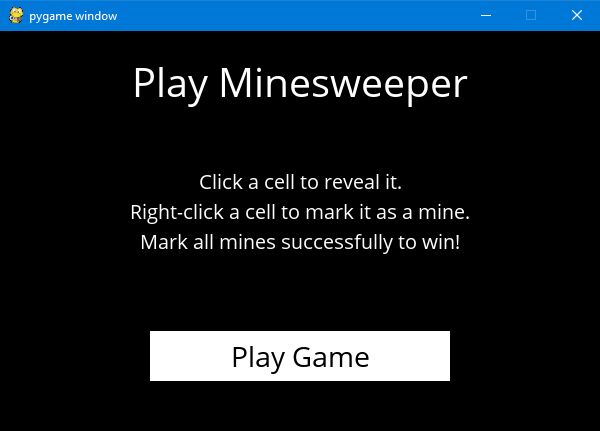 pygame window
Play Minesweeper
Click a cell to reveal it.
Right-click a cell to mark it as a mine.
Mark all mines successfully to win!
Play Game